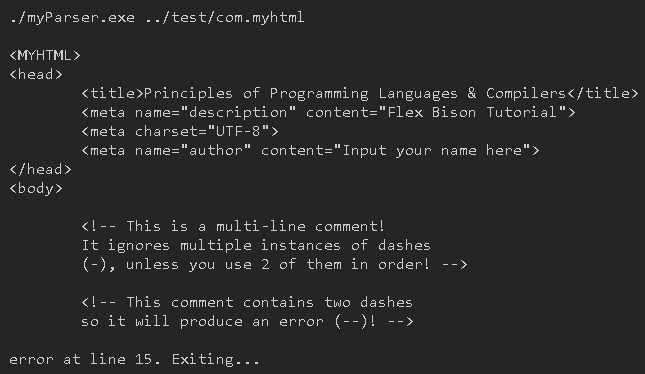 ./myParser.exe ../test/com.myhtml
<MYHTML>
<head>
<title>Principles of Programming Languages & Compilers</title>
<meta name="description" content="Flex Bison Tutorial">
<meta charset="UTF-8">
<meta name="author" content="Input your name here">
</head>
<body>
<!-- This is a multi-line comment!
It ignores multiple instances of dashes
(-), unless you use 2 of them in order! -->
<!-- This comment contains two dashes
so it will produce an error (--)! -->
error at line 15. Exiting...